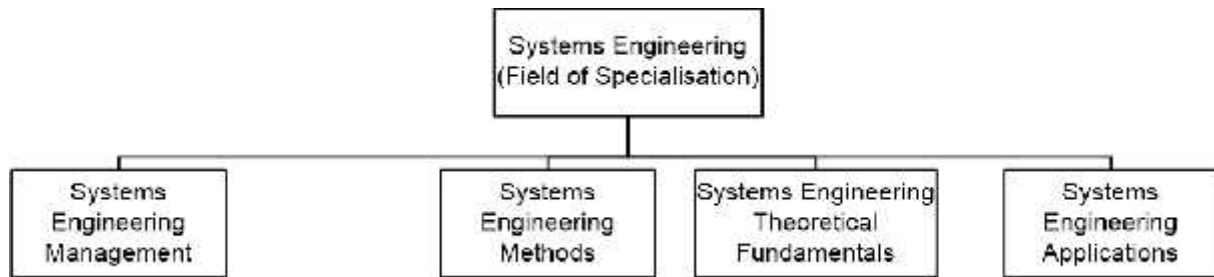 Systems Engineering
(Field of Specialisation)
Systems
Engineering
Management
Systems
Engineering
Methods
Systems Engineering
Theoretical
Fundamentals
Systems
Engineering
Applications